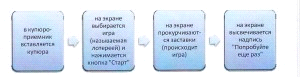 в купюро-
приемник
вставляется
купюра
на экране
выбирается
игра
(называемая
лотереей) и
нажимается
кнопка "Старт"
на экране
прокручивают-
ся заставки
(происходит
игра)
на экране
высвечивается
надпись
"Попробуйте
еще раз"